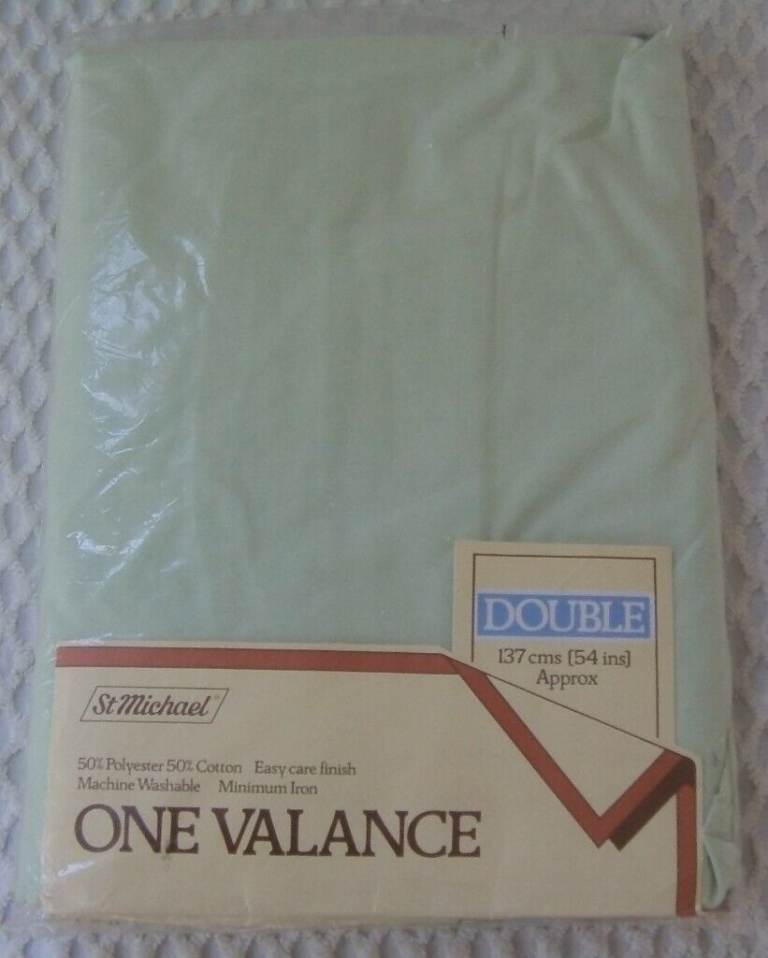 DOUBLE
137 cms (54 ins)
Approx
St Michael®
50% Polyester 50% Cotton Easy care finish
Machine Washable Minimum Iron
ONE VALANCE